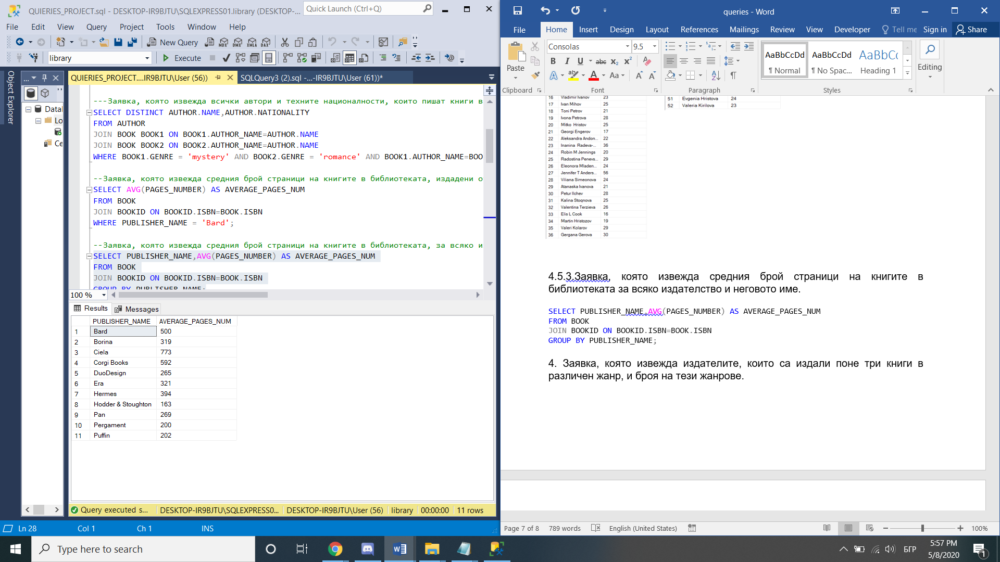 QUIERIES_PROJECT.sql - DESKTOP-IR9BJTU\SQLEXPRESS01.library (DESKTOP-...
Quick Launch (Ctrl+Q)
File Edit View Query Project Tools Window Help
New Query
MDX DMX XMLA DAX
library
Execute
Object Explorer
QUIERIES_PROJECT....IR9BJTU\User (56))
SQLQuery3 (2).sql -...-IR9BJTU\User (61))*
Datal
Lo
Ce
---Заявка, която извежда всички автори и техните националности, които пишат книги в
SELECT DISTINCT AUTHOR.NAME,AUTHOR.NATIONALITY
FROM AUTHOR
JOIN BOOK BOOK1 ON BOOK1.AUTHOR_NAME=AUTHOR.NAME
JOIN BOOK BOOK2 ON BOOK2.AUTHOR_NAME=AUTHOR.NAME
WHERE BOOK1.GENRE = 'mystery' AND BOOK2.GENRE = 'romance' AND BOOK1.AUTHOR_NAME=BOO
--Заявка, която извежда средния брой страници на книгите в библиотеката, издадени о
SELECT AVG(PAGES_NUMBER) AS AVERAGE_PAGES_NUM
FROM BOOK
JOIN BOOKID ON BOOKID.ISBN=BOOK.ISBN
WHERE PUBLISHER_NAME = 'Bard';
--Заявка, която извежда средния брой страници на книгите в библиотеката, за всяко и
SELECT PUBLISHER_NAME,AVG(PAGES_NUMBER) AS AVERAGE_PAGES_NUM
FROM BOOK
JOIN BOOKID ON BOOKID.ISBN=BOOK.ISBN
GROUP BY PUBLISHER_NAME;
100 %
Results Messages
PUBLISHER_NAME AVERAGE_PAGES_NUM
1 Bard 500
2 Borina 319
3 Ciela 773
4 Corgi Books 592
5 DuoDesign 265
6 Era 321
7 Hermes 394
8 Hodder & Stoughton 163
9 Pan 269
10 Pergament 200
11 Puffin 202
Query executed s... DESKTOP-IR9BJTU\SQLEXPRESS0... DESKTOP-IR9BJTU\User (56) library 00:00:00 11 rows
Ln 28 Col 1 Ch 1 INS
queries - Word
File Home Insert Design Layout References Mailings Review View Developer Tell me Sign in Share
Paste
Clipboard
Consolas 9.5
B I U abc x₂ x²
A ab A Aa A A
Font
Paragraph
AaBbCcDd AaBbCcDd AaBbCc
¶ Normal ¶ No Spac... Heading 1
Styles
Editing
16 Vladimir Ivanov 23
17 Ivan Mihov 25
18 Toni Petrov 21
19 Ivona Petrova 28
20 Mitko Hristov 25
21 Georgi Engerov 17
22 Aleksandra Andon... 22
23 Inanina Radeva-... 36
24 Robin M Jennings 20
25 Radostina Penevs... 29
26 Eleonora Mladen... 24
27 Jennifer T Anders... 56
28 Viliana Simeonova 24
29 Atanaska Ivanova 21
30 Petur Ilchev 28
31 Kalina Stoqnova 25
32 Valentina Terzieva 26
33 Elis L Cook 16
34 Martin Hristozov 19
35 Valeri Kolarov 29
36 Gergana Gerova 30
51 Evgenia Hristova 24
52 Valeria Kirilova 23
4.5.3.Заявка, която извежда средния брой страници на книгите в
библиотеката за всяко издателство и неговото име.
SELECT PUBLISHER_NAME,AVG(PAGES_NUMBER) AS AVERAGE_PAGES_NUM
FROM BOOK
JOIN BOOKID ON BOOKID.ISBN=BOOK.ISBN
GROUP BY PUBLISHER_NAME;
4. Заявка, която извежда издателите, които са издали поне три книги в
различен жанр, и броя на тези жанрове.
Page 7 of 8 789 words English (United States) 100%
Type here to search
БГР
5:57 PM
5/8/2020
1